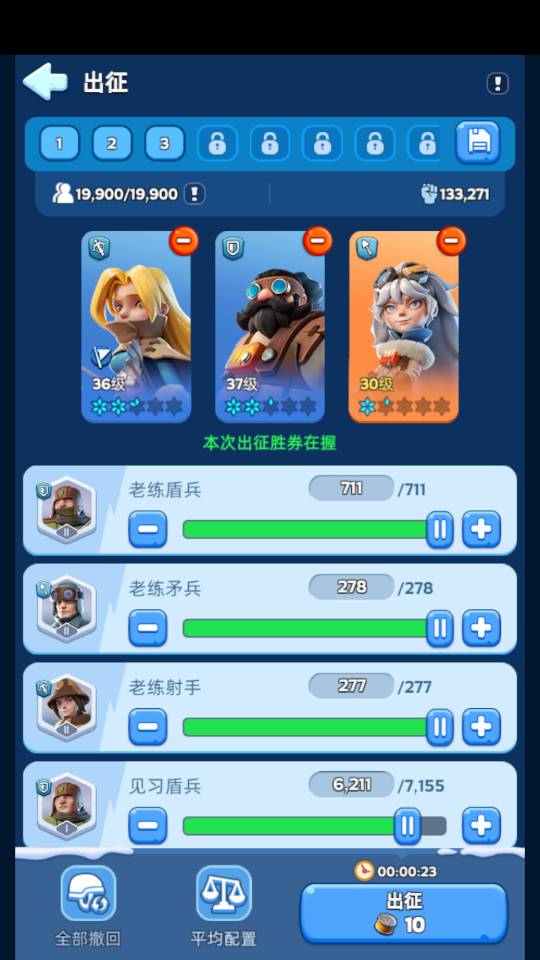 出征
1 2 3
19,900/19,900 133,271
36级 37级 30级
本次出征胜券在握
老练盾兵 711 /711
II
老练矛兵 278 /278
II
老练射手 277 /277
II
见习盾兵 6,211 /7,155
I
00:00:23
出征
10
全部撤回 平均配置